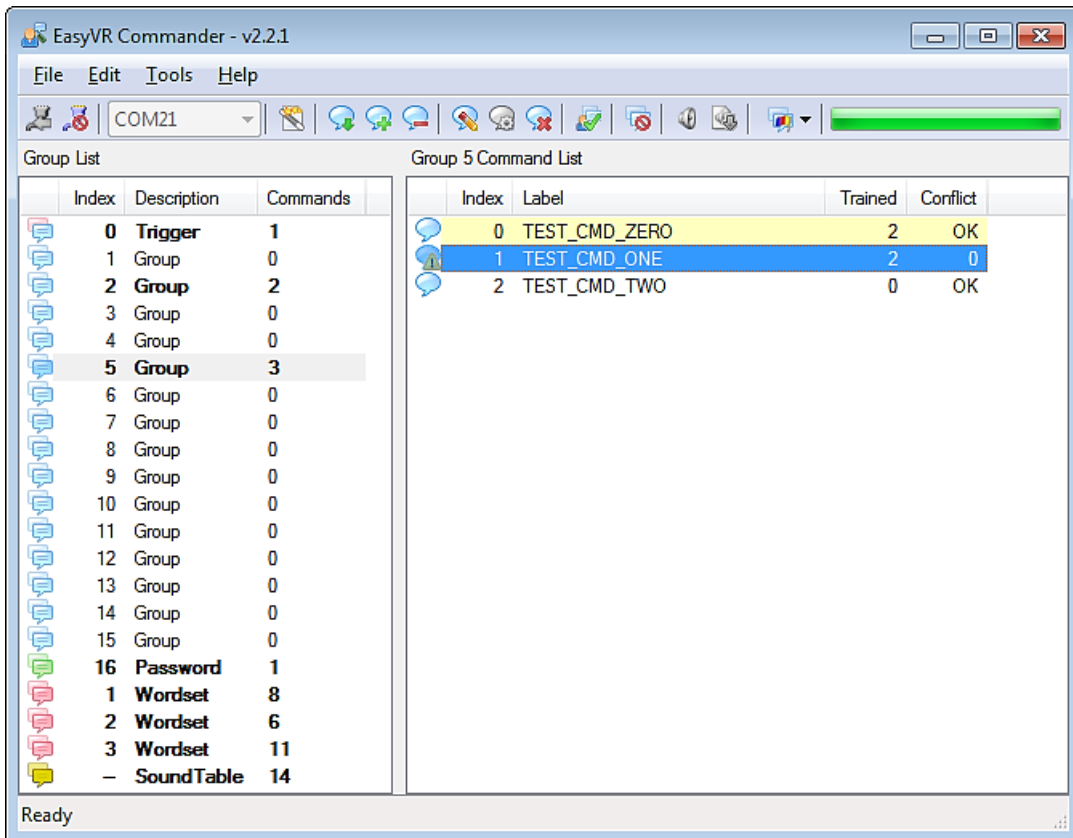 EasyVR Commander - v2.2.1
File Edit Tools Help
COM21
Group List
Group 5 Command List
Index Description Commands
0 Trigger 1
1 Group 0
2 Group 2
3 Group 0
4 Group 0
5 Group 3
6 Group 0
7 Group 0
8 Group 0
9 Group 0
10 Group 0
11 Group 0
12 Group 0
13 Group 0
14 Group 0
15 Group 0
16 Password 1
1 Wordset 8
2 Wordset 6
3 Wordset 11
– SoundTable 14
Index Label Trained Conflict
0 TEST_CMD_ZERO 2 OK
1 TEST_CMD_ONE 2 0
2 TEST_CMD_TWO 0 OK
Ready